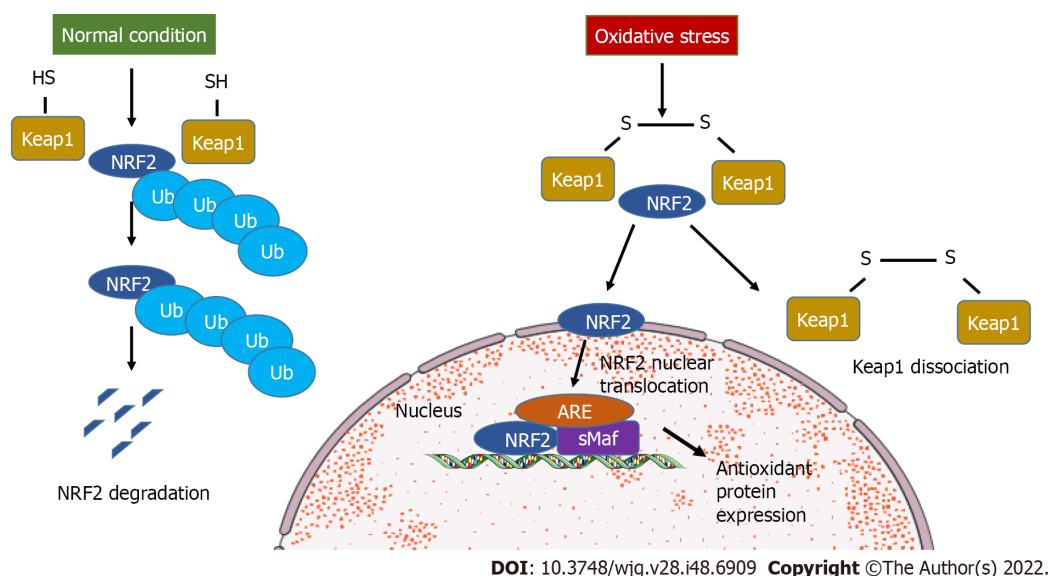 Normal condition
HS
SH
Keap1
Keap1
NRF2
Ub
Ub
Ub
Ub
NRF2
Ub
Ub
Ub
Ub
NRF2 degradation
Oxidative stress
S
S
Keap1
Keap1
NRF2
S
S
Keap1
Keap1
Keap1 dissociation
NRF2
NRF2 nuclear
translocation
Nucleus
ARE
NRF2
sMaf
Antioxidant
protein
expression
DOI: 10.3748/wjg.v28.i48.6909 Copyright ©The Author(s) 2022.